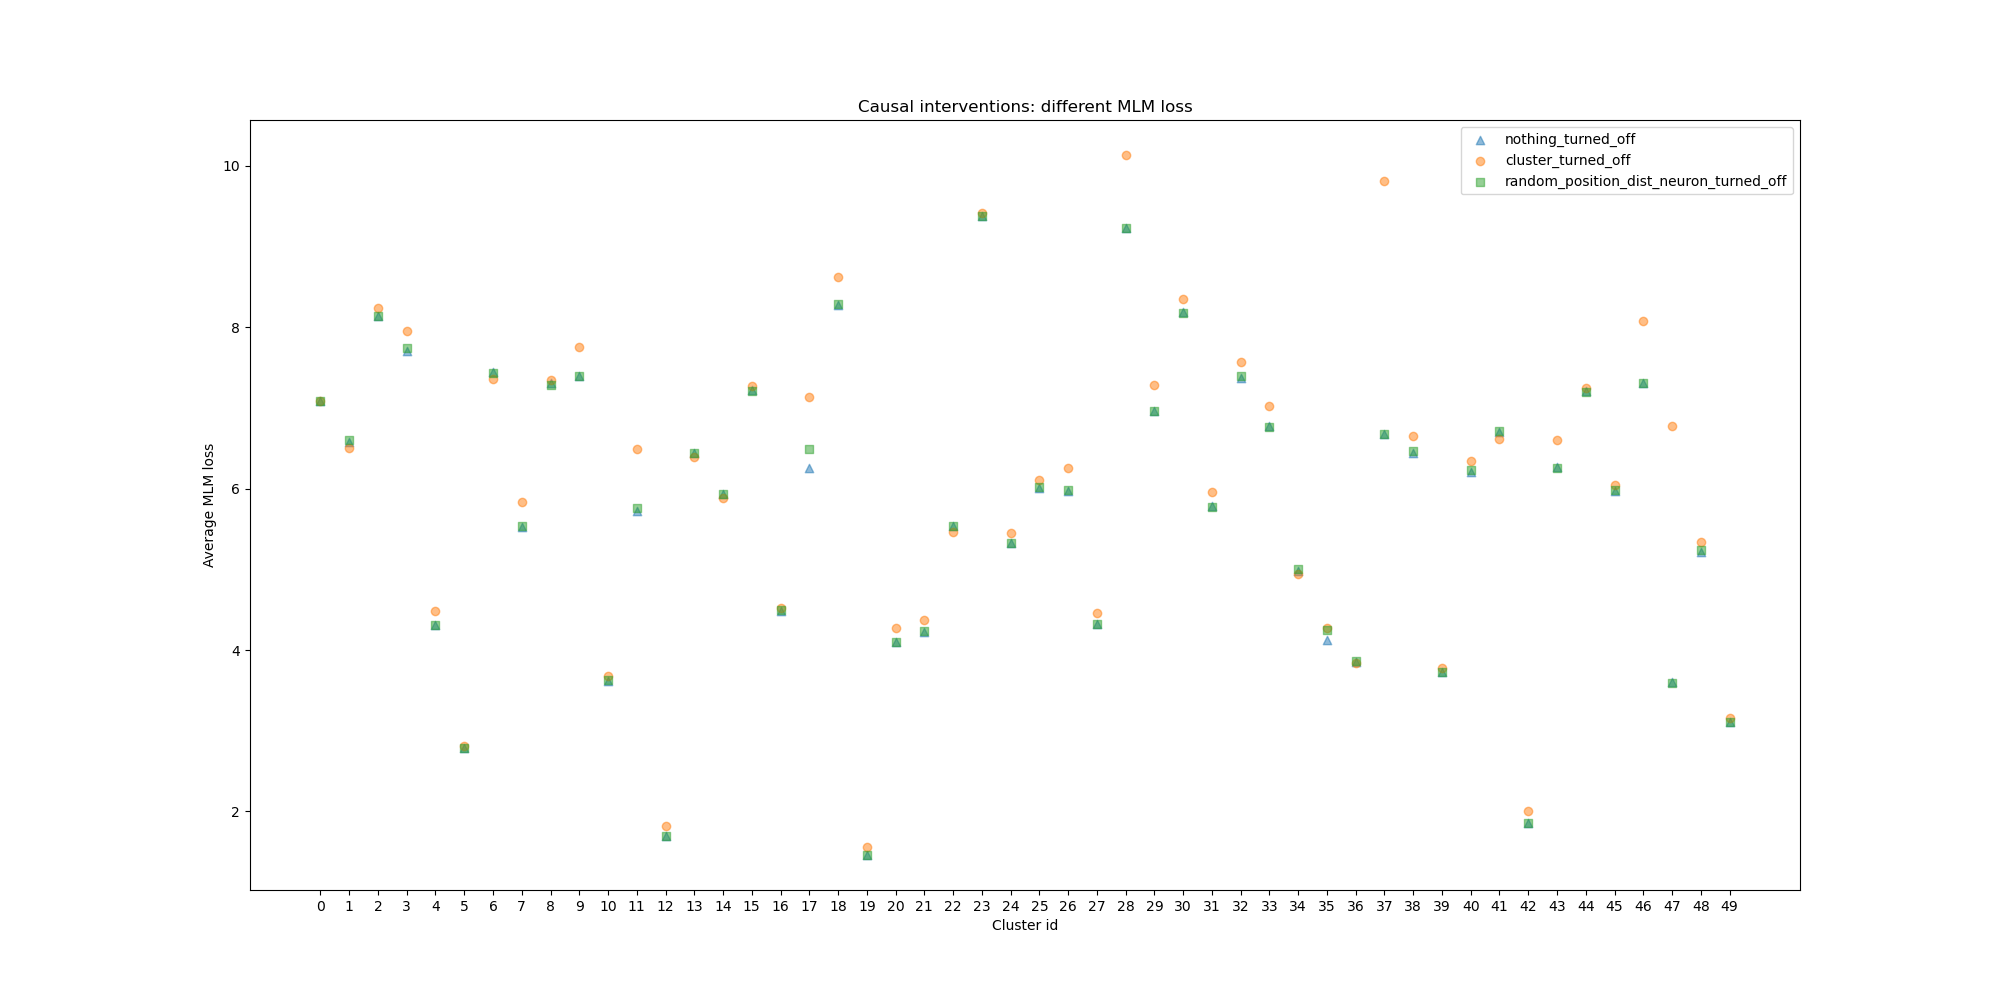 Causal interventions: different MLM loss
nothing_turned_off
cluster_turned_off
random_position_dist_neuron_turned_off
Average MLM loss
10
8
6
4
2
0 1 2 3 4 5 6 7 8 9 10 11 12 13 14 15 16 17 18 19 20 21 22 23 24 25 26 27 28 29 30 31 32 33 34 35 36 37 38 39 40 41 42 43 44 45 46 47 48 49
Cluster id